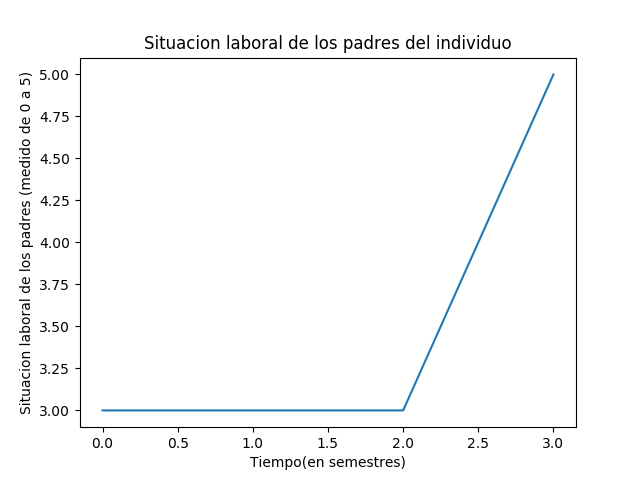 Situacion laboral de los padres del individuo
Situacion laboral de los padres (medido de 0 a 5)
5.00
4.75
4.50
4.25
4.00
3.75
3.50
3.25
3.00
0.0 0.5 1.0 1.5 2.0 2.5 3.0
Tiempo(en semestres)